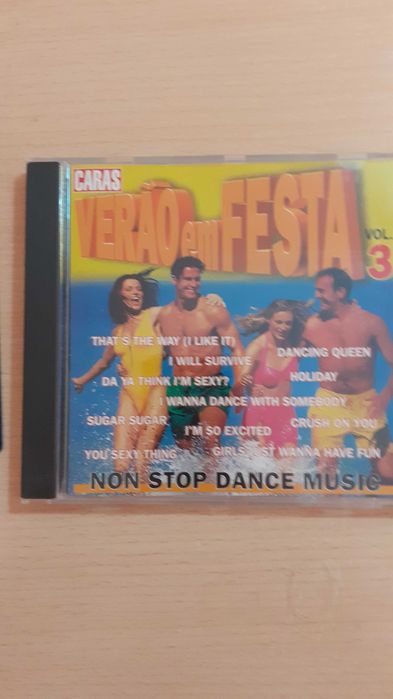 CARAS
VERÃO em FESTA
VOL.
3
THAT'S THE WAY (I LIKE IT)
I WILL SURVIVE
DANCING QUEEN
DA YA THINK I'M SEXY?
HOLIDAY
I WANNA DANCE WITH SOMEBODY
SUGAR SUGAR
CRUSH ON YOU
I'M SO EXCITED
YOU SEXY THING
GIRLS JUST WANNA HAVE FUN
NON STOP DANCE MUSIC